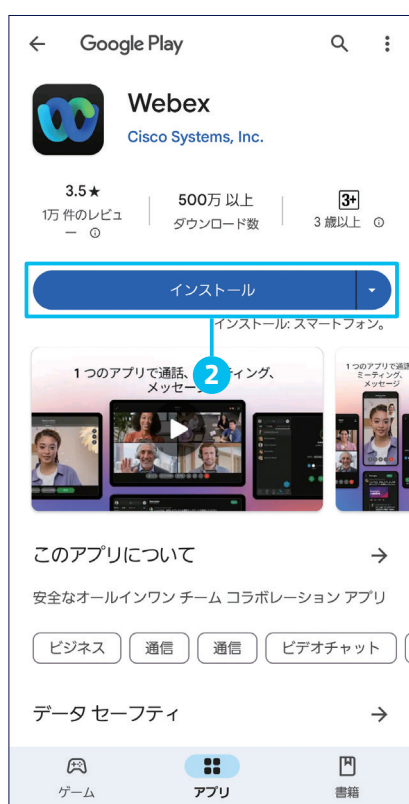 Google Play
Webex
Cisco Systems, Inc.
3.5★
1万 件のレビュ
ー
500万 以上
ダウンロード数
3+
3 歳以上
インストール
インストール: スマートフォン。
2
1 つのアプリで通話、
ィング、
メッセー
1 つのアプリで通話
ミーティング、
メッセージ
このアプリについて
安全なオールインワン チーム コラボレーション アプリ
ビジネス
通信
通信
ビデオチャット
データ セーフティ
ゲーム
アプリ
書籍